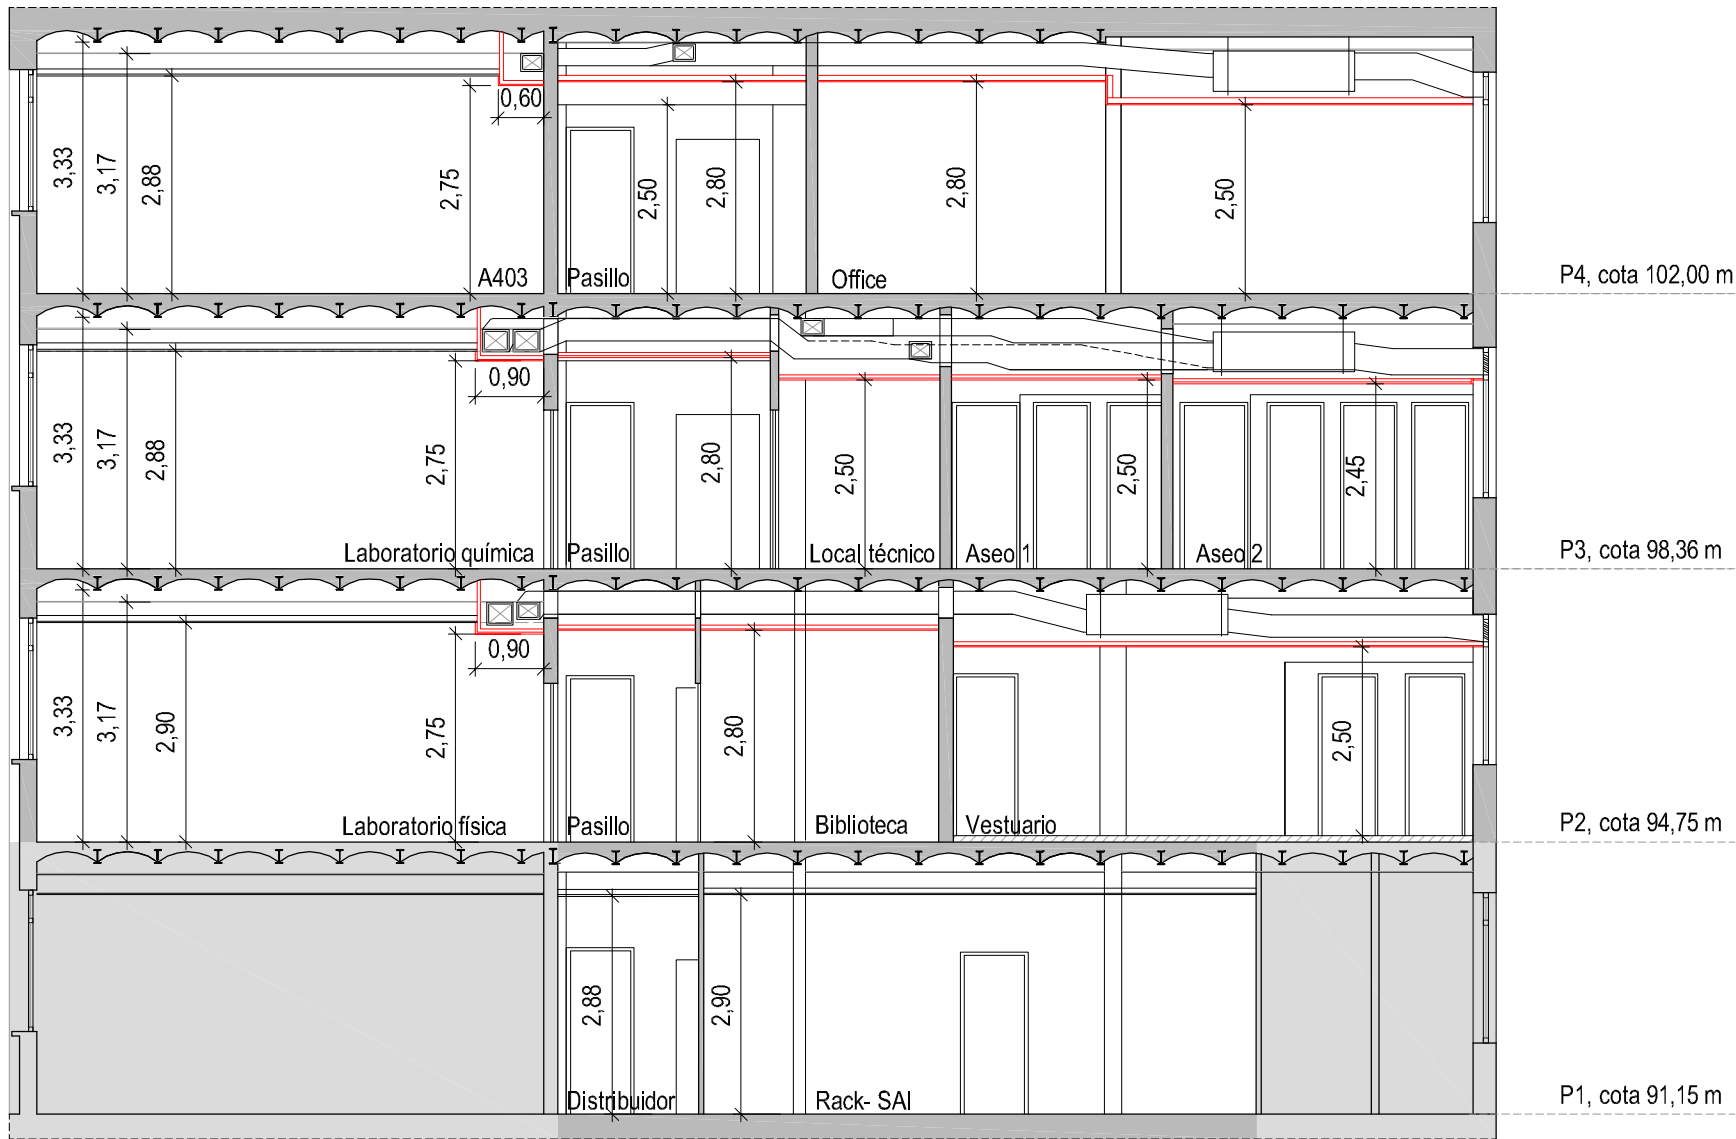 0,60
3,33
3,17
2,88
2,75
2,50
2,80
2,80
2,50
A403
Pasillo
Office
P4, cota 102,00 m
0,90
3,33
3,17
2,88
2,75
2,80
2,50
2,50
2,45
Laboratorio química
Pasillo
Local técnico
Aseo 1
Aseo 2
P3, cota 98,36 m
0,90
3,33
3,17
2,90
2,75
2,80
2,50
Laboratorio física
Pasillo
Biblioteca
Vestuario
P2, cota 94,75 m
2,88
2,90
Distribuidor
Rack- SAI
P1, cota 91,15 m